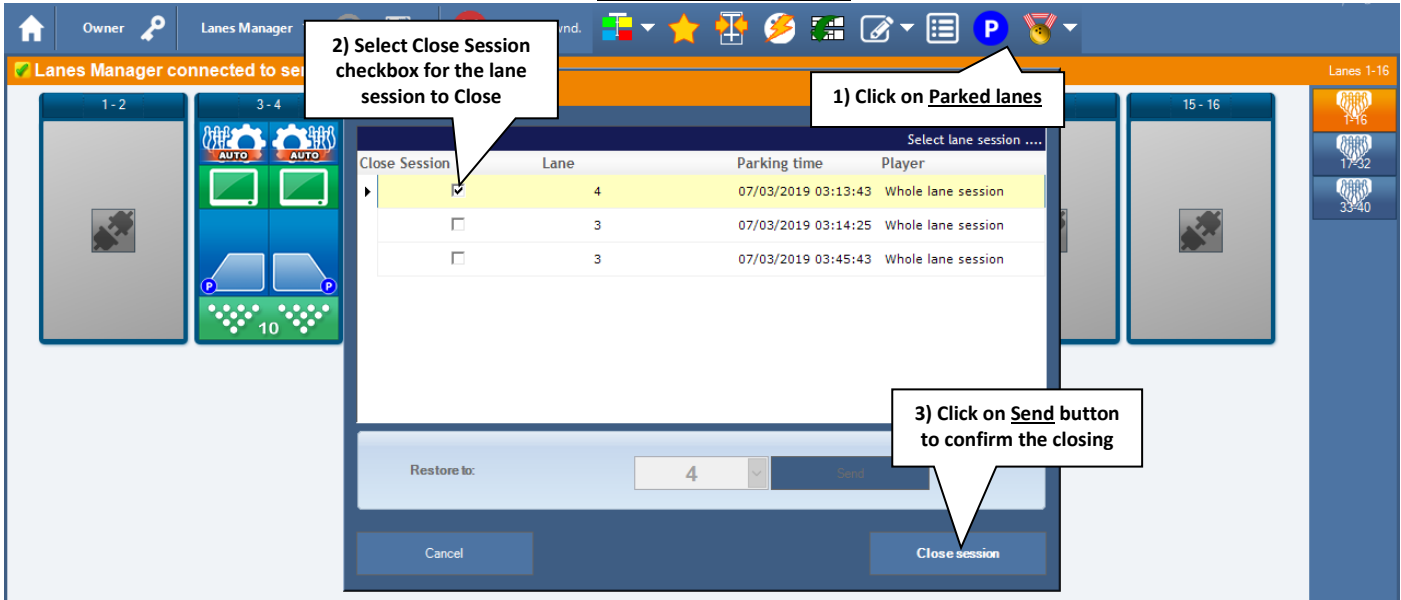 Owner
Lanes Manager
wnd.
P
2) Select Close Session
checkbox for the lane
session to Close
1) Click on Parked lanes
Lanes Manager connected to se
Lanes 1-16
1 - 2
3 - 4
15 - 16
AUTO
AUTO
P
P
10
1-16
17-32
33-40
Select lane session ....
Close Session
Lane
Parking time
Player
4 07/03/2019 03:13:43 Whole lane session
3 07/03/2019 03:14:25 Whole lane session
3 07/03/2019 03:45:43 Whole lane session
3) Click on Send button
to confirm the closing
Restore to:
4
Send
Cancel
Close session